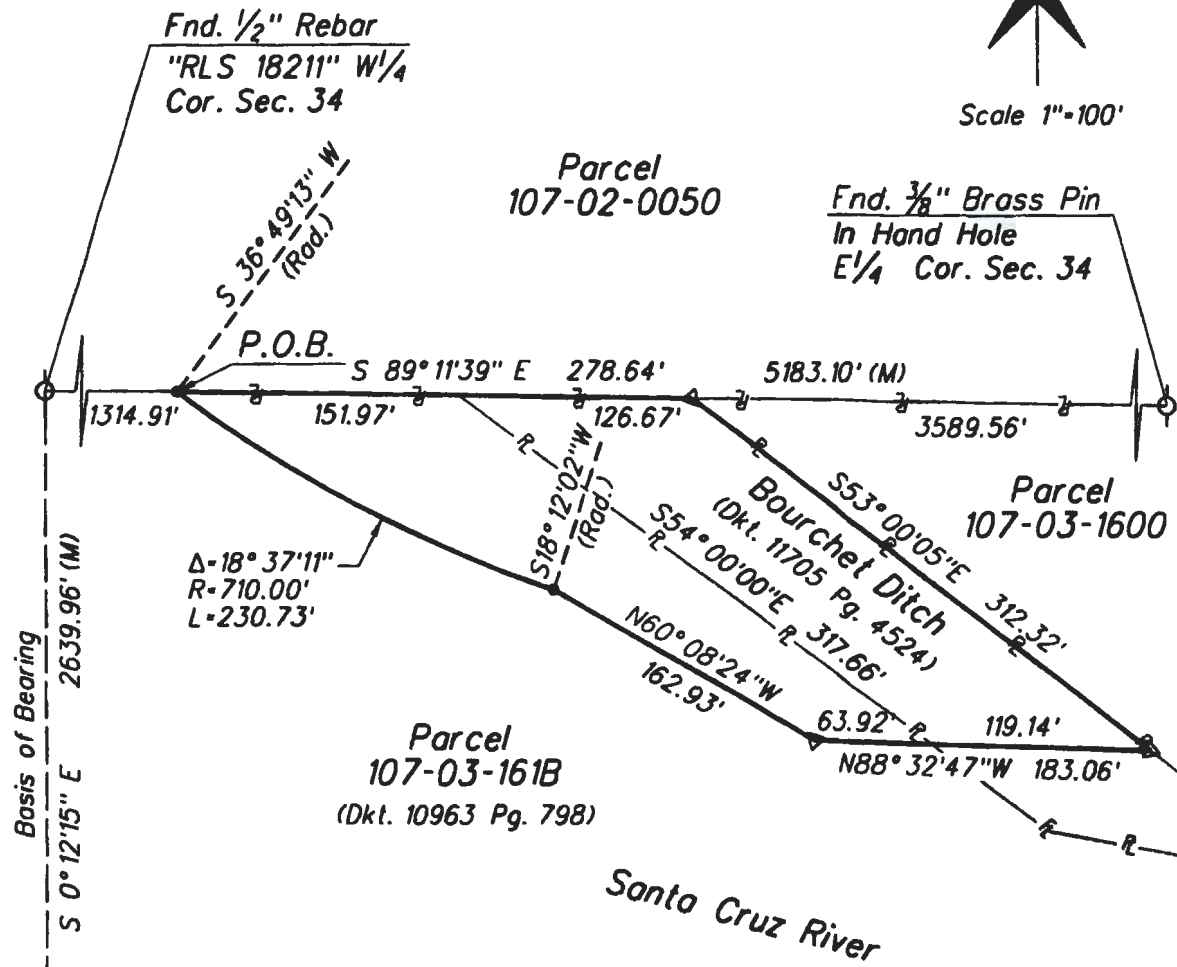 Fnd. 1/2" Rebar
"RLS 18211" W1/4
Cor. Sec. 34
Scale 1"=100'
Parcel
107-02-0050
Fnd. 3/8" Brass Pin
In Hand Hole
E1/4 Cor. Sec. 34
S 36°49'13" W
(Rad.)
P.O.B.
S 89°11'39" E 278.64' 5183.10' (M)
1314.91' 151.97' 126.67' 3589.56'
S18°12'02"W
(Rad.)
Bourchet Ditch
(Dkt. 11705 Pg. 4524)
S53°00'05"E 312.32'
S54°00'00"E 317.66'
Parcel
107-03-1600
Δ=18°37'11"
R=710.00'
L=230.73'
N60°08'24"W
162.93'
63.92' 119.14'
N88°32'47"W 183.06'
Parcel
107-03-161B
(Dkt. 10963 Pg. 798)
Basis of Bearing
S 0°12'15" E 2639.96' (M)
Santa Cruz River